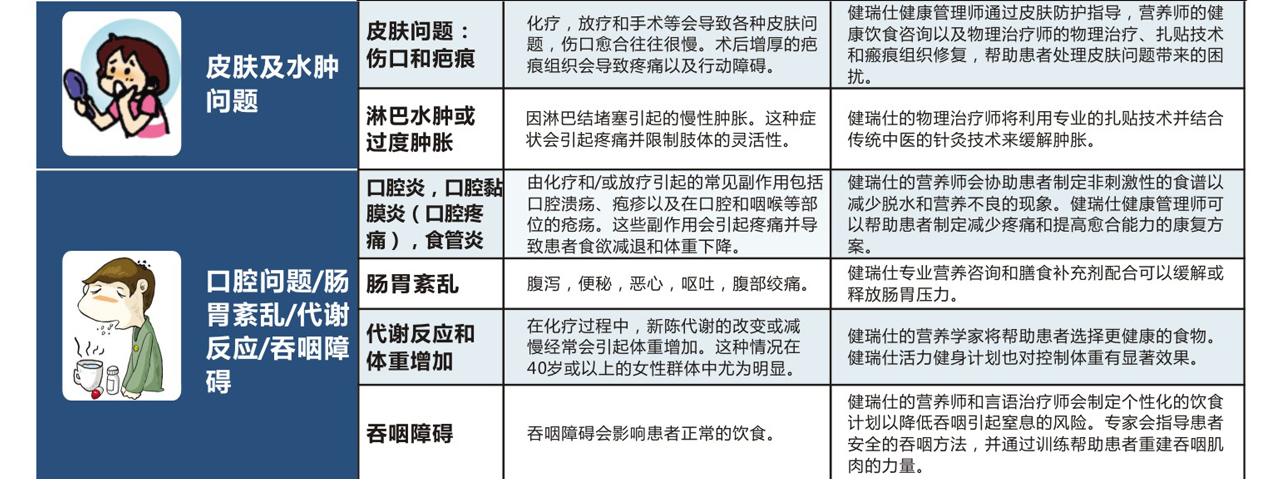 皮肤及水肿
问题
皮肤问题：
伤口和疤痕
化疗，放疗和手术等会导致各种皮肤问
题，伤口愈合往往很慢。术后增厚的疤
痕组织会导致疼痛以及行动障碍。
健瑞仕健康管理师通过皮肤防护指导，营养师的健
康饮食咨询以及物理治疗师的物理治疗、扎贴技术
和瘢痕组织修复，帮助患者处理皮肤问题带来的困
扰。
淋巴水肿或
过度肿胀
因淋巴结堵塞引起的慢性肿胀。这种症
状会引起疼痛并限制肢体的灵活性。
健瑞仕的物理治疗师将利用专业的扎贴技术并结合
传统中医的针灸技术来缓解肿胀。
口腔问题/肠
胃紊乱/代谢
反应/吞咽障
碍
口腔炎，口腔黏
膜炎（口腔疼
痛），食管炎
由化疗和/或放疗引起的常见副作用包括
口腔溃疡、疱疹以及在口腔和咽喉等部
位的疮疡。这些副作用会引起疼痛并导
致患者食欲减退和体重下降。
健瑞仕的营养师会协助患者制定非刺激性的食谱以
减少脱水和营养不良的现象。健瑞仕健康管理师可
以帮助患者制定减少疼痛和提高愈合能力的康复方
案。
肠胃紊乱
腹泻，便秘，恶心，呕吐，腹部绞痛。
健瑞仕专业营养咨询和膳食补充剂配合可以缓解或
释放肠胃压力。
代谢反应和
体重增加
在化疗过程中，新陈代谢的改变或减
慢经常会引起体重增加。这种情况在
40岁或以上的女性群体中尤为明显。
健瑞仕的营养学家将帮助患者选择更健康的食物。
健瑞仕活力健身计划也对控制体重有显著效果。
吞咽障碍
吞咽障碍会影响患者正常的饮食。
健瑞仕的营养师和言语治疗师会制定个性化的饮食
计划以降低吞咽引起窒息的风险。专家会指导患者
安全的吞咽方法，并通过训练帮助患者重建吞咽肌
肉的力量。